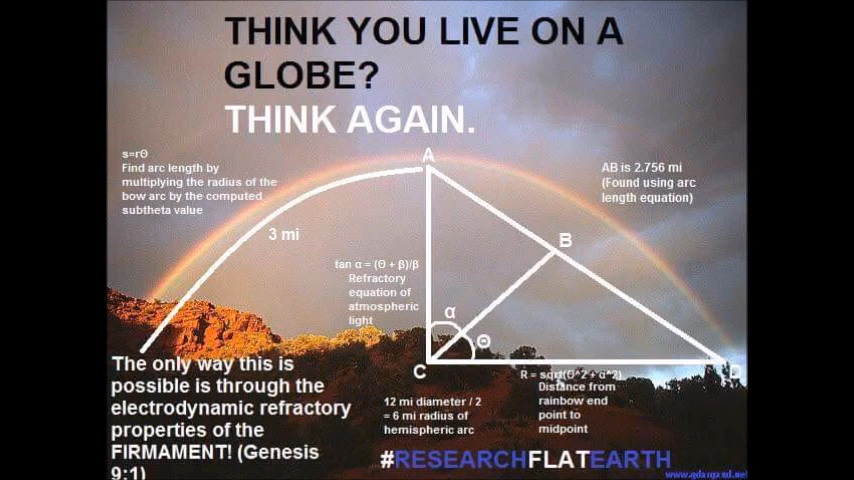 THINK YOU LIVE ON A
GLOBE?
THINK AGAIN.
s=rΘ
Find arc length by
multiplying the radius of the
bow arc by the computed
subtheta value
A
AB is 2.756 mi
(Found using arc
length equation)
3 mi
B
tan α = (Θ + β)/β
Refractory
equation of
atmospheric
light
α
Θ
C
D
The only way this is
possible is through the
electrodynamic refractory
properties of the
FIRMAMENT! (Genesis
9:1)
12 mi diameter / 2
= 6 mi radius of
hemispheric arc
R = sqrt(Θ^2 + α^2)
Distance from
rainbow end
point to
midpoint
#RESEARCHFLATEARTH